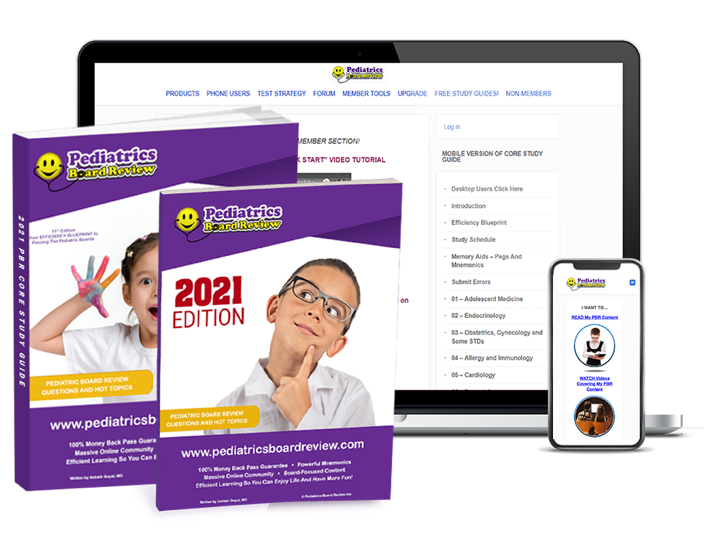 Pediatrics
Board Review
PRODUCTS PHONE USERS TEST STRATEGY FORUM MEMBER TOOLS UPGRADE FREE STUDY GUIDES! NON-MEMBERS
MEMBER SECTION!
START" VIDEO TUTORIAL
Log in
MOBILE VERSION OF CORE STUDY
GUIDE
Desktop Users Click Here
Introduction
Efficiency Blueprint
Study Schedule
Memory Aids – Pegs And
Mnemonics
Submit Errors
01 – Adolescent Medicine
02 – Endocrinology
03 – Obstetrics, Gynecology and
Some STDs
04 – Allergy and Immunology
05 – Cardiology
Pediatrics
Board Review
11th Edition
Your EFFICIENCY BLUEPRINT to
Passing The Pediatric Boards
2021 PBR CORE STUDY GUIDE
PEDIATRIC BOARD REVIEW
QUESTIONS AND HOT TOPICS
www.pediatricsb
100% Money Back Pass Guara
Massive Online Community
Efficient Learning So You Can E
Written by Ashish Goyal, MD
Pediatrics
Board Review
2021
EDITION
PEDIATRIC BOARD REVIEW
QUESTIONS AND HOT TOPICS
www.pediatricsboardreview.com
100% Money Back Pass Guarantee • Powerful Mnemonics
Massive Online Community • Board-Focused Content
Efficient Learning So You Can Enjoy Life And Have More Fun!
Written by Ashish Goyal, MD
© Pediatrics Board Review Inc
Pediatrics
Board Review
I WANT TO...
READ My PBR Content
WATCH Videos
Covering My PBR
Content